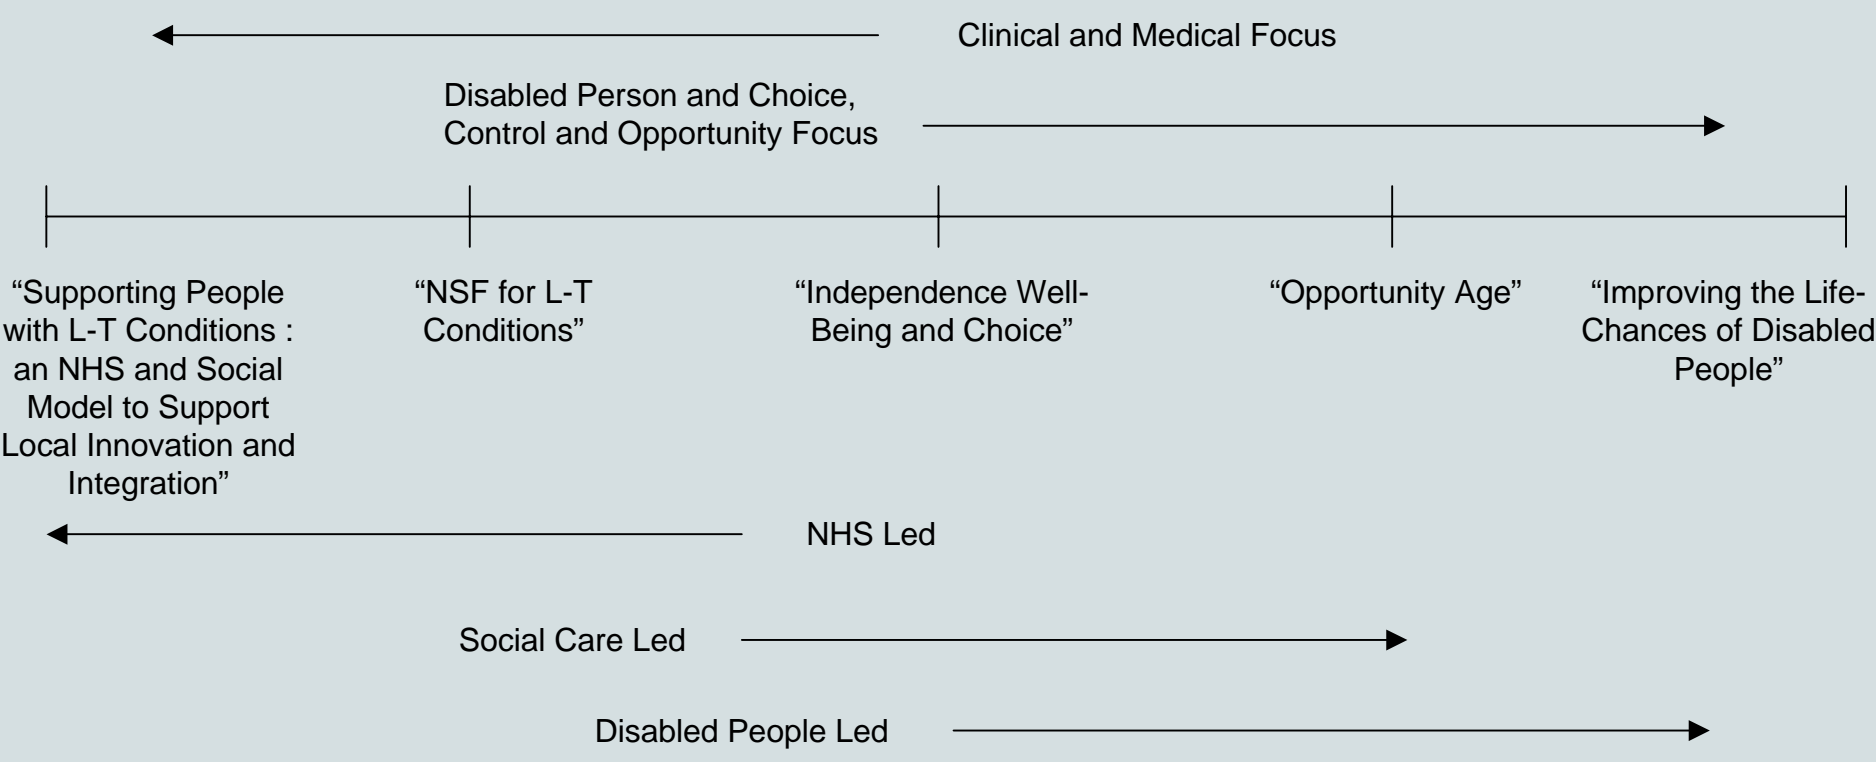 Clinical and Medical Focus
Disabled Person and Choice,
Control and Opportunity Focus
“Supporting People
with L-T Conditions :
an NHS and Social
Model to Support
Local Innovation and
Integration”
“NSF for L-T
Conditions”
“Independence Well-
Being and Choice”
“Opportunity Age”
“Improving the Life-
Chances of Disabled
People”
NHS Led
Social Care Led
Disabled People Led